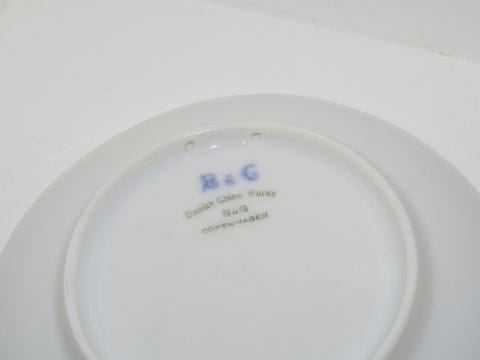 B & G
Danish China Works
B&G
COPENHAGEN